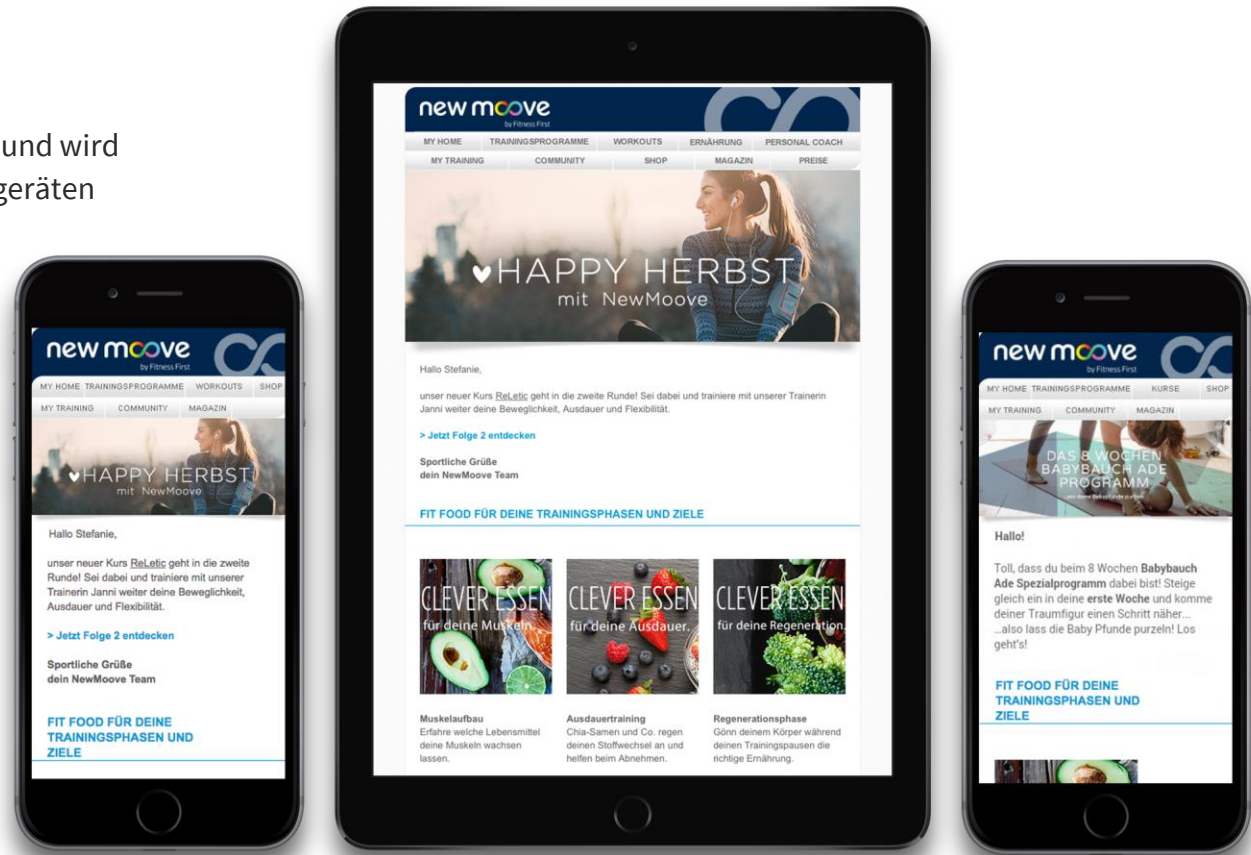 und wird
geräten
new moove
by Fitness First
MY HOME TRAININGSPROGRAMME WORKOUTS SHOP
MY TRAINING COMMUNITY MAGAZIN
♥HAPPY HERBST
mit NewMoove
Hallo Stefanie,
unser neuer Kurs ReLetic geht in die zweite
Runde! Sei dabei und trainiere mit unserer
Trainerin Janni weiter deine Beweglichkeit,
Ausdauer und Flexibilität.
> Jetzt Folge 2 entdecken
Sportliche Grüße
dein NewMoove Team
FIT FOOD FÜR DEINE
TRAININGSPHASEN UND
ZIELE
new moove
by Fitness First
MY HOME TRAININGSPROGRAMME WORKOUTS ERNÄHRUNG PERSONAL COACH
MY TRAINING COMMUNITY SHOP MAGAZIN PREISE
♥HAPPY HERBST
mit NewMoove
Hallo Stefanie,
unser neuer Kurs ReLetic geht in die zweite Runde! Sei dabei und trainiere mit unserer Trainerin
Janni weiter deine Beweglichkeit, Ausdauer und Flexibilität.
> Jetzt Folge 2 entdecken
Sportliche Grüße
dein NewMoove Team
FIT FOOD FÜR DEINE TRAININGSPHASEN UND ZIELE
CLEVER ESSEN
für deine Muskeln.
CLEVER ESSEN
für deine Ausdauer.
CLEVER ESSEN
für deine Regeneration.
Muskelaufbau
Erfahre welche Lebensmittel
deine Muskeln wachsen
lassen.
Ausdauertraining
Chia-Samen und Co. regen
deinen Stoffwechsel an und
helfen beim Abnehmen.
Regenerationsphase
Gönn deinem Körper während
deinen Trainingspausen die
richtige Ernährung.
new moove
by Fitness First
MY HOME TRAININGSPROGRAMME KURSE SHOP
MY TRAINING COMMUNITY MAGAZIN
DAS 8 WOCHEN
BABYBAUCH ADE
PROGRAMM
Hallo!
Toll, dass du beim 8 Wochen Babybauch
Ade Spezialprogramm dabei bist! Steige
gleich ein in deine erste Woche und komme
deiner Traumfigur einen Schritt näher...
...also lass die Baby Pfunde purzeln! Los
geht's!
FIT FOOD FÜR DEINE
TRAININGSPHASEN UND
ZIELE